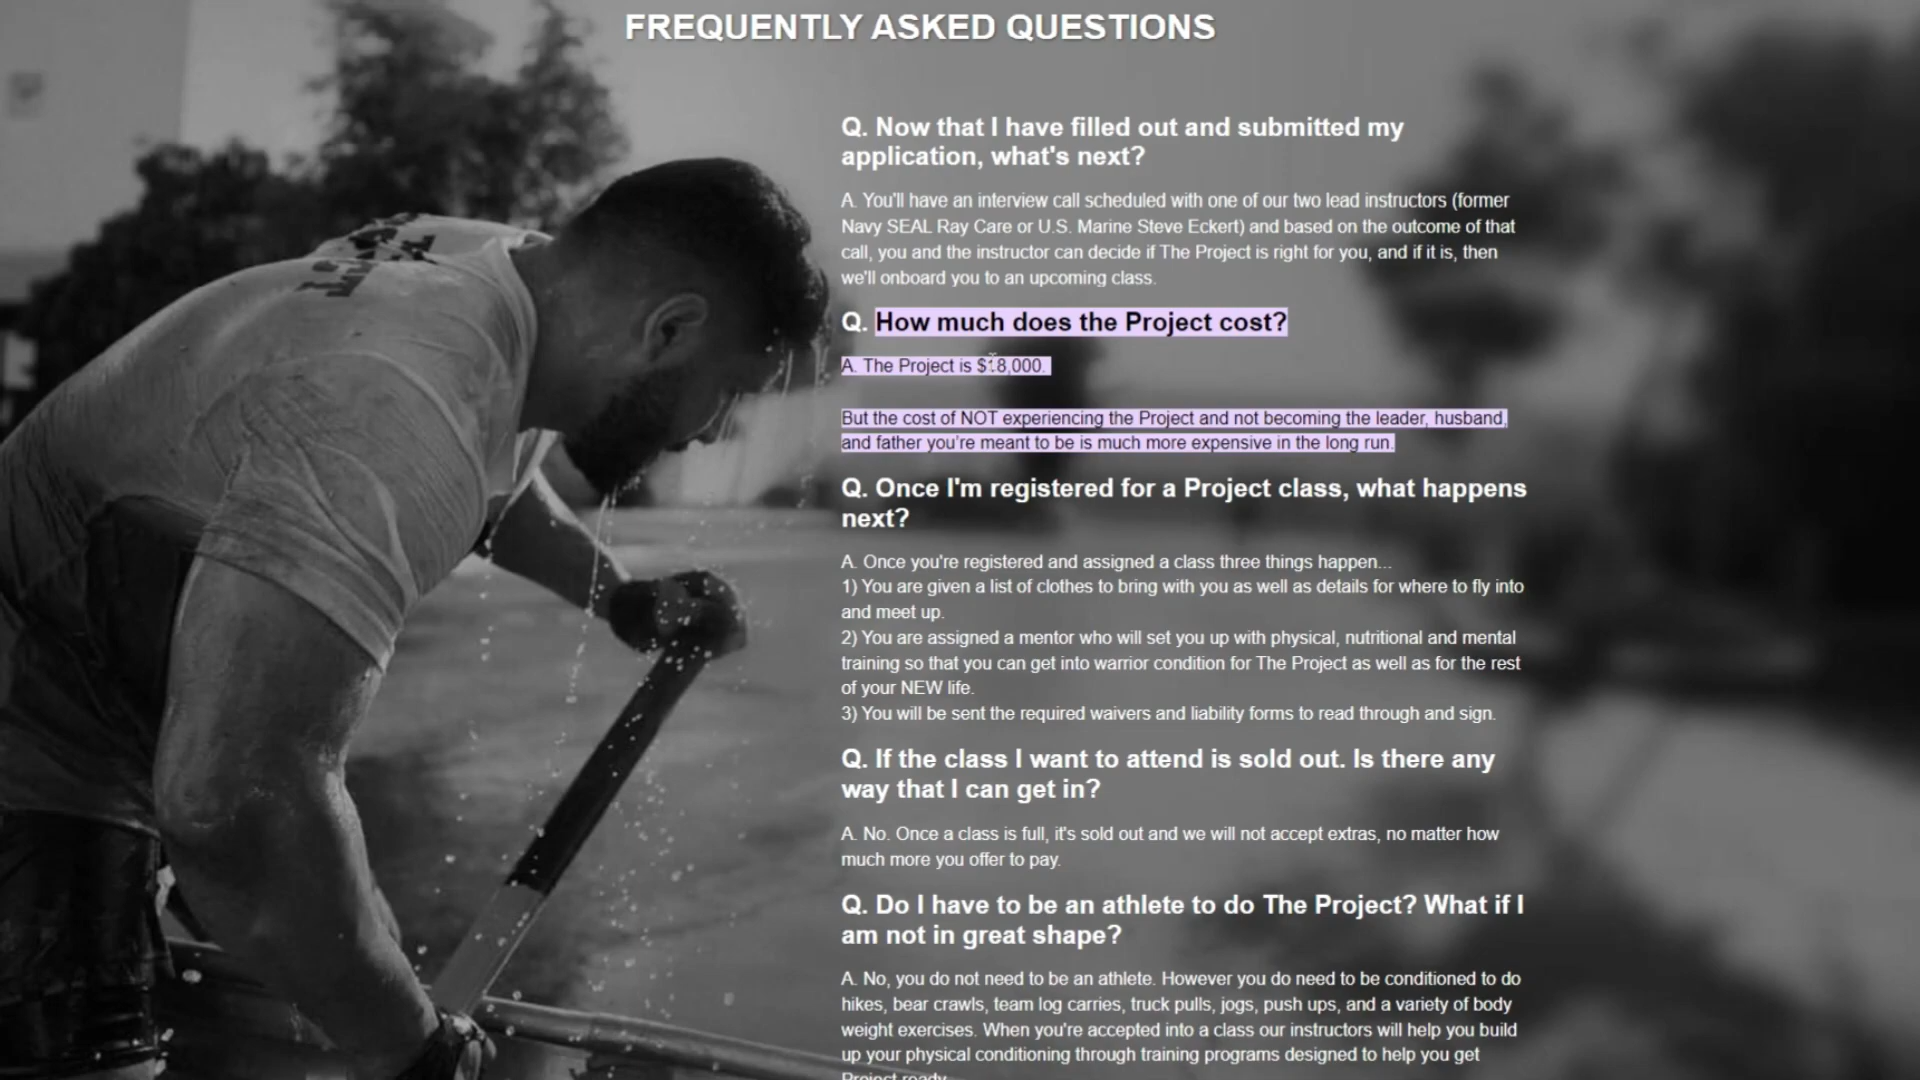 FREQUENTLY ASKED QUESTIONS
Q. Now that I have filled out and submitted my
application, what's next?
A. You'll have an interview call scheduled with one of our two lead instructors (former
Navy SEAL Ray Care or U.S. Marine Steve Eckert) and based on the outcome of that
call, you and the instructor can decide if The Project is right for you, and if it is, then
we'll onboard you to an upcoming class.
Q. How much does the Project cost?
A. The Project is $18,000.
But the cost of NOT experiencing the Project and not becoming the leader, husband,
and father you're meant to be is much more expensive in the long run.
Q. Once I'm registered for a Project class, what happens
next?
A. Once you're registered and assigned a class three things happen...
1) You are given a list of clothes to bring with you as well as details for where to fly into
and meet up.
2) You are assigned a mentor who will set you up with physical, nutritional and mental
training so that you can get into warrior condition for The Project as well as for the rest
of your NEW life.
3) You will be sent the required waivers and liability forms to read through and sign.
Q. If the class I want to attend is sold out. Is there any
way that I can get in?
A. No. Once a class is full, it's sold out and we will not accept extras, no matter how
much more you offer to pay.
Q. Do I have to be an athlete to do The Project? What if I
am not in great shape?
A. No, you do not need to be an athlete. However you do need to be conditioned to do
hikes, bear crawls, team log carries, truck pulls, jogs, push ups, and a variety of body
weight exercises. When you're accepted into a class our instructors will help you build
up your physical conditioning through training programs designed to help you get
Project ready